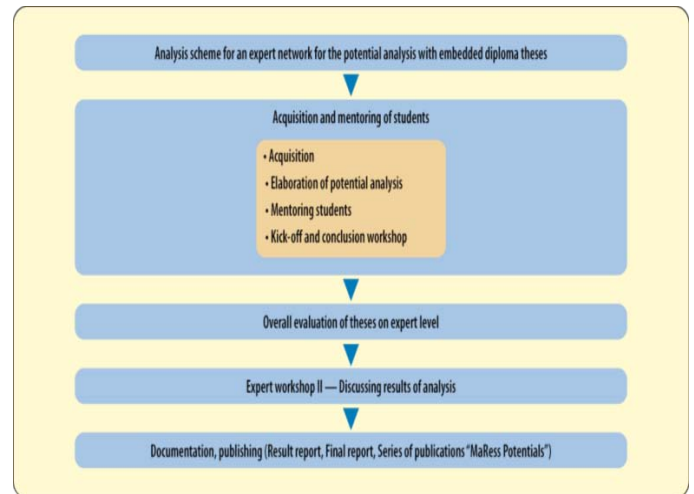 Analysis scheme for an expert network for the potential analysis with embedded diploma theses
Acquisition and mentoring of students
• Acquisition
• Elaboration of potential analysis
• Mentoring students
• Kick-off and conclusion workshop
Overall evaluation of theses on expert level
Expert workshop II — Discussing results of analysis
Documentation, publishing (Result report, Final report, Series of publications “MaRess Potentials”)